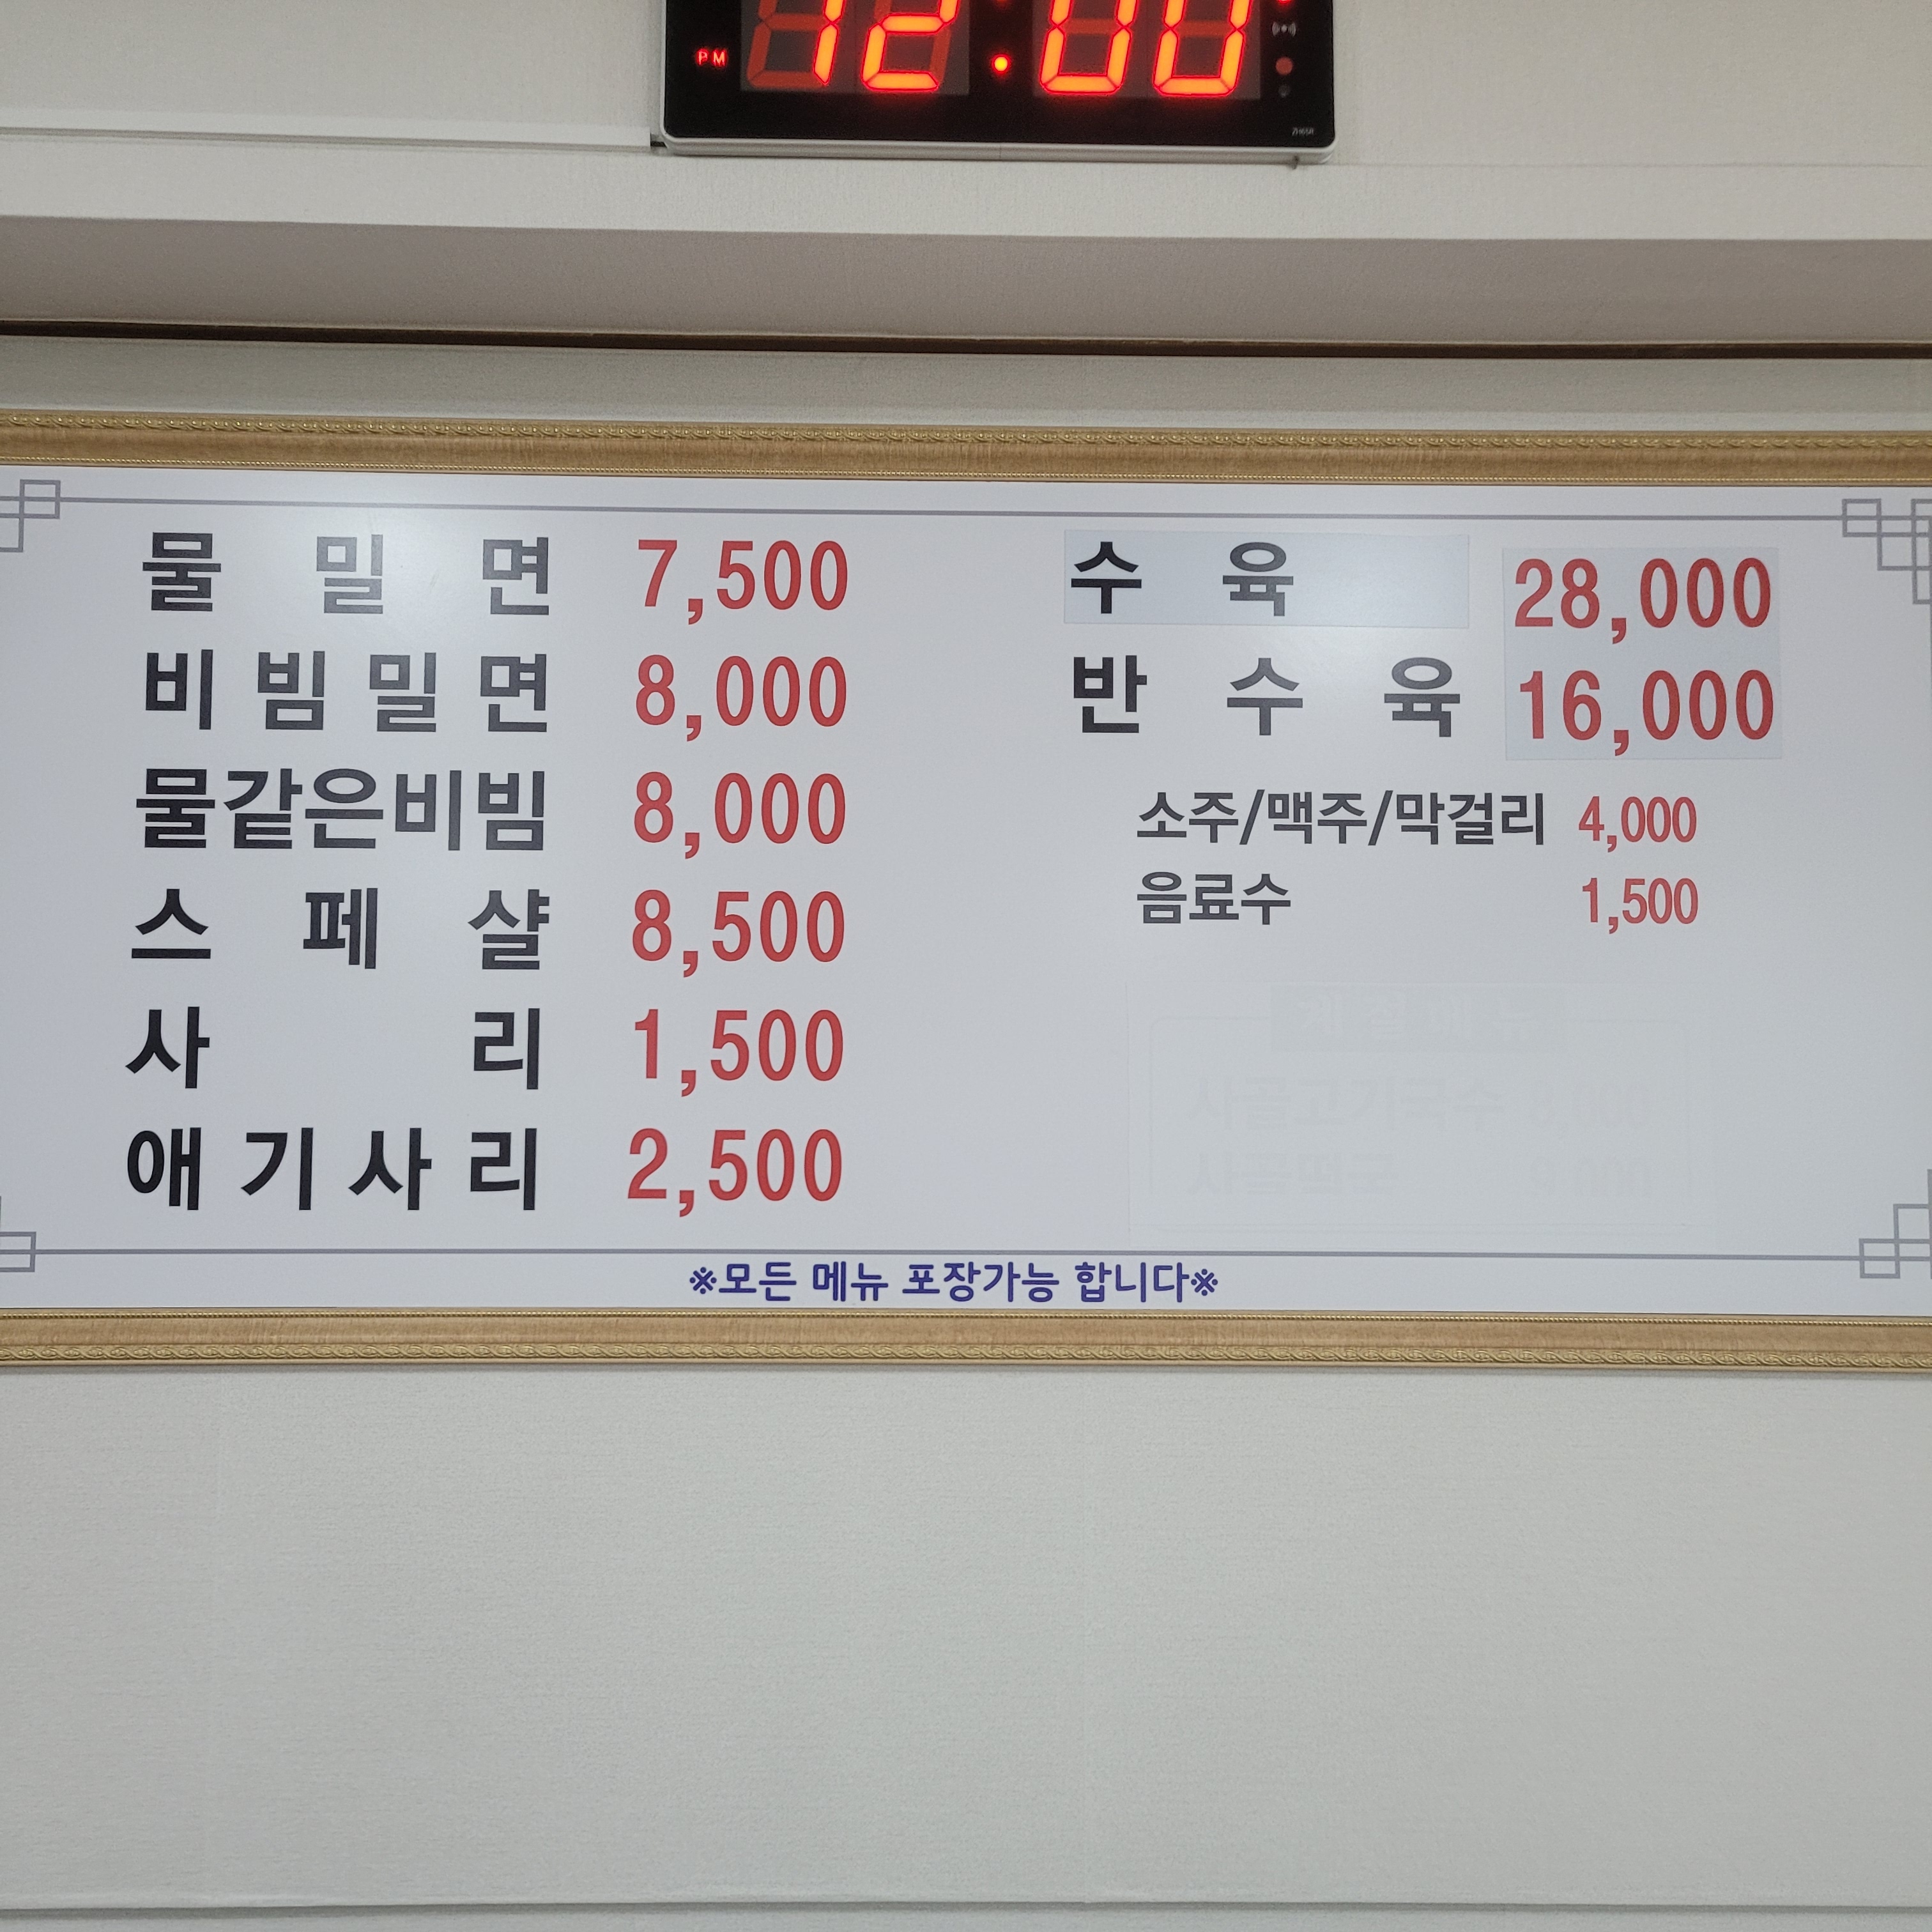 PM 12:00
물밀면 7,500
비빔밀면 8,000
물같은비빔 8,000
스페샬 8,500
사리 1,500
애기사리 2,500
수육 28,000
반수육 16,000
소주/맥주/막걸리 4,000
음료수 1,500
※모든 메뉴 포장가능 합니다※